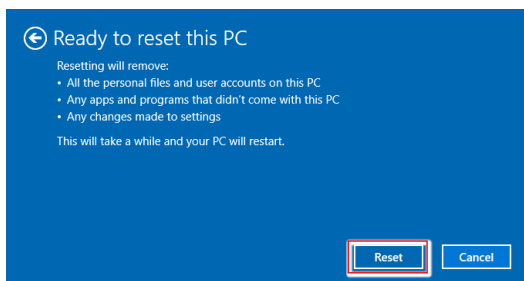 Ready to reset this PC
Resetting will remove:
• All the personal files and user accounts on this PC
• Any apps and programs that didn't come with this PC
• Any changes made to settings
This will take a while and your PC will restart.
Reset Cancel